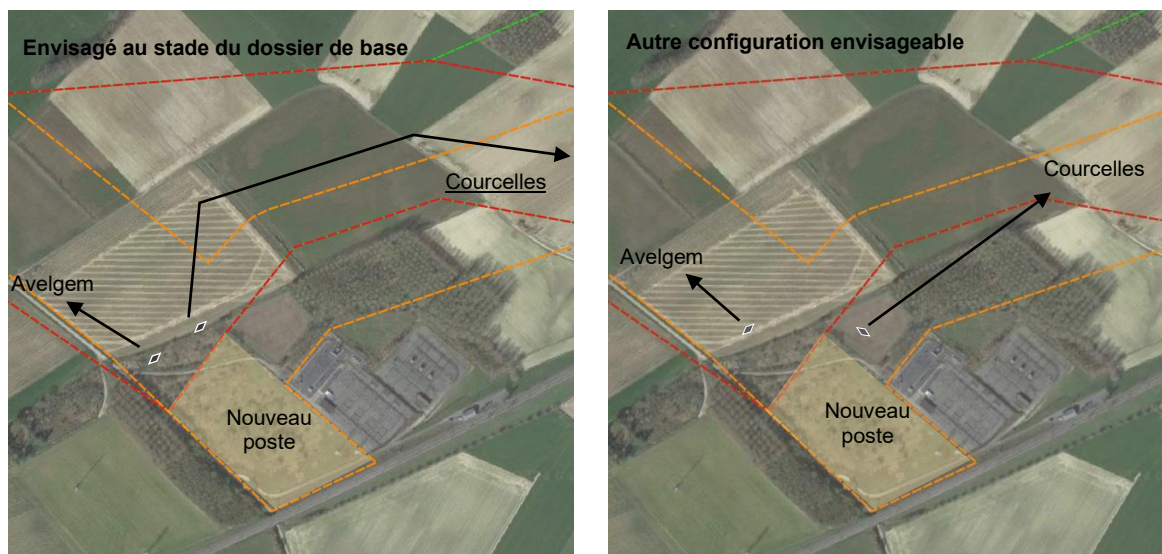 Envisagé au stade du dossier de base
Courcelles
Avelgem
Nouveau
poste
Autre configuration envisageable
Courcelles
Avelgem
Nouveau
poste